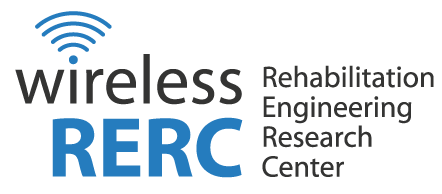 wireless
RERC
Rehabilitation
Engineering
Research
Center